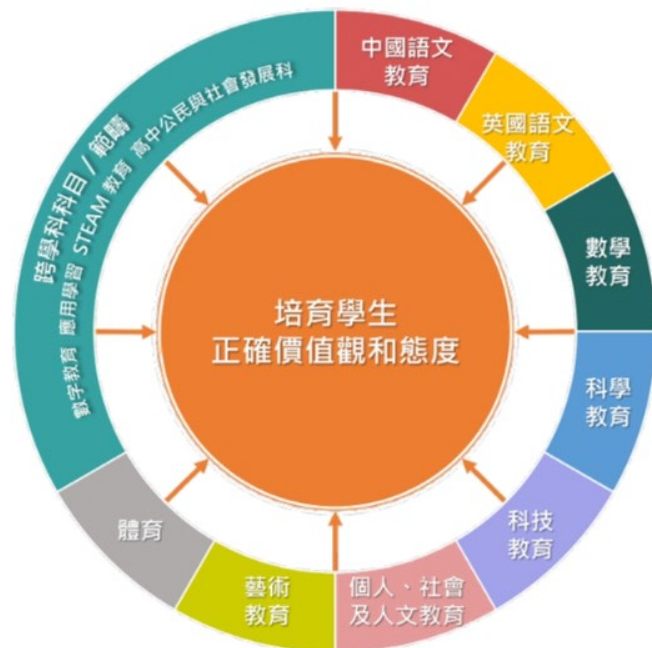 中國語文
教育
英國語文
教育
數學
教育
科學
教育
科技
教育
個人、社會
及人文教育
藝術
教育
體育
跨學科科目 / 範疇
數字教育 應用學習 STEAM 教育 高中公民與社會發展科
培育學生
正確價值觀和態度